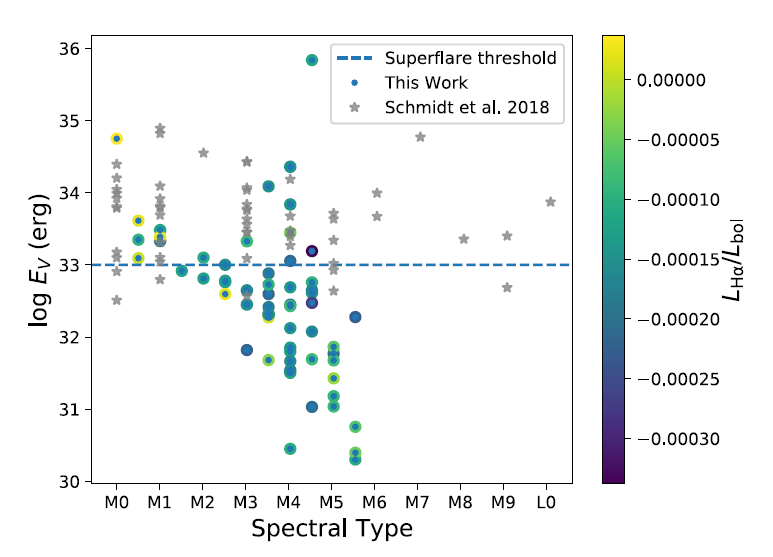 36
35
34
33
32
31
30
log E_V (erg)
Superflare threshold
This Work
Schmidt et al. 2018
M0 M1 M2 M3 M4 M5 M6 M7 M8 M9 L0
Spectral Type
0.00000
−0.00005
−0.00010
−0.00015
−0.00020
−0.00025
−0.00030
L_Hα/L_bol